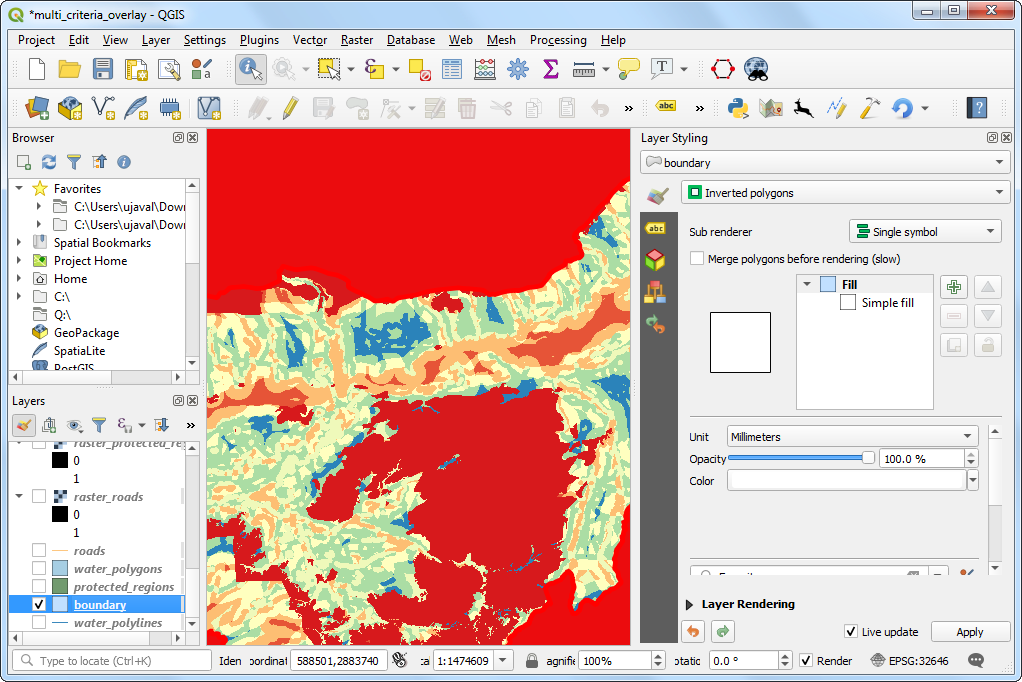 *multi_criteria_overlay - QGIS
Project Edit View Layer Settings Plugins Vector Raster Database Web Mesh Processing Help
a
abc
»
abc
»
?
Browser
Favorites
C:\Users\ujaval\Dow
C:\Users\ujaval\Dow
Spatial Bookmarks
Project Home
Home
C:\
Q:\
GeoPackage
SpatiaLite
PostGIS
Layers
»
raster_protected_re
0
1
raster_roads
0
1
roads
water_polygons
protected_regions
boundary
water_polylines
Layer Styling
boundary
Inverted polygons
abc
Sub renderer
Single symbol
Merge polygons before rendering (slow)
Fill
Simple fill
Unit
Millimeters
Opacity
100.0 %
Color
Layer Rendering
Live update
Apply
Type to locate (Ctrl+K)
Iden
ordinat
588501,2883740
1:1474609
agnifi
100%
otatic
0.0 °
Render
EPSG:32646